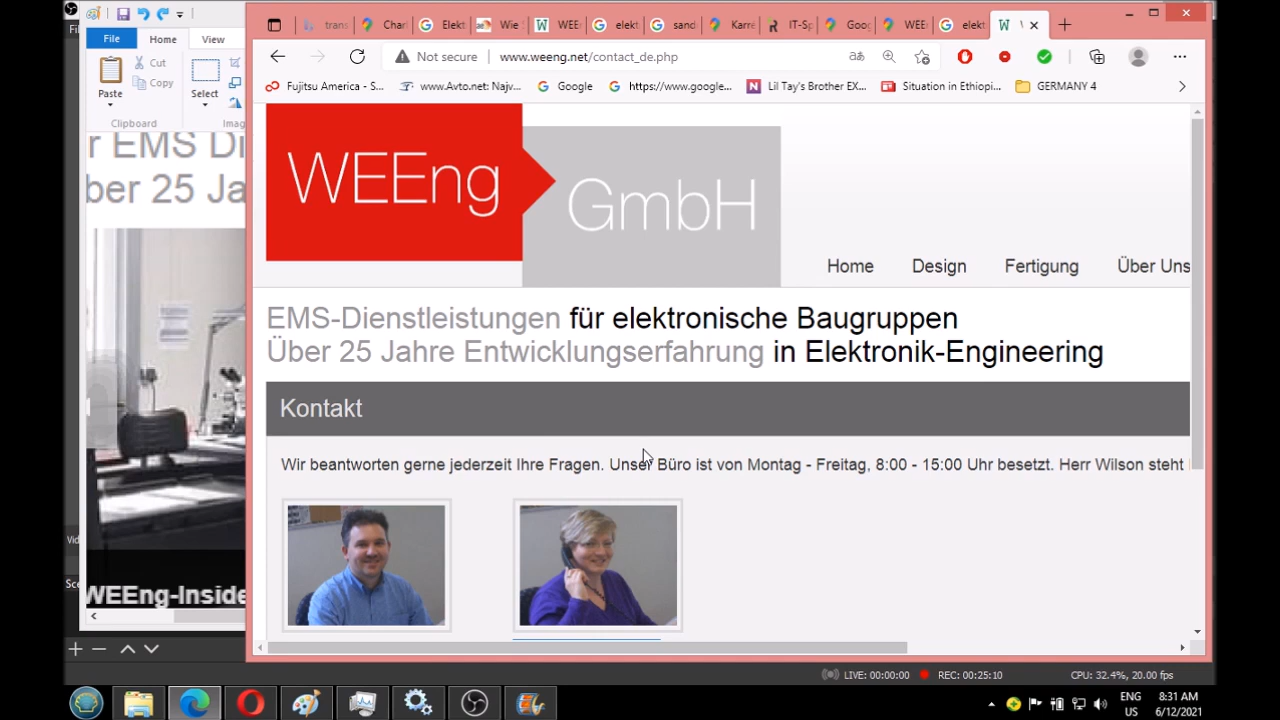 trans
Charl
Elekt
Wie S
WEE
elekt
sand
Karre
IT-Sp
Goog
WEE
elekt
File Home View
Not secure www.weeng.net/contact_de.php
Paste
Cut
Copy
Select
Clipboard
Imag
Fujitsu America - S... www.Avto.net: Najv... Google https://www.google... Lil Tay's Brother EX... Situation in Ethiopi... GERMANY 4
r EMS Di
ber 25 Ja
WEEng-Inside
WEEng
GmbH
Home Design Fertigung Über Uns
EMS-Dienstleistungen für elektronische Baugruppen
Über 25 Jahre Entwicklungserfahrung in Elektronik-Engineering
Kontakt
Wir beantworten gerne jederzeit Ihre Fragen. Unser Büro ist von Montag - Freitag, 8:00 - 15:00 Uhr besetzt. Herr Wilson steht
LIVE: 00:00:00 REC: 00:25:10 CPU: 32.4%, 20.00 fps
ENG 8:31 AM
US 6/12/2021